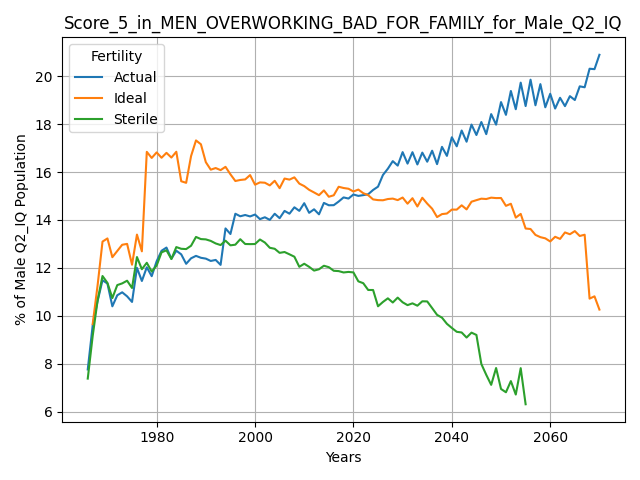 Score_5_in_MEN_OVERWORKING_BAD_FOR_FAMILY_for_Male_Q2_IQ
Fertility
Actual
Ideal
Sterile
% of Male Q2_IQ Population
20
18
16
14
12
10
8
6
1980
2000
2020
2040
2060
Years